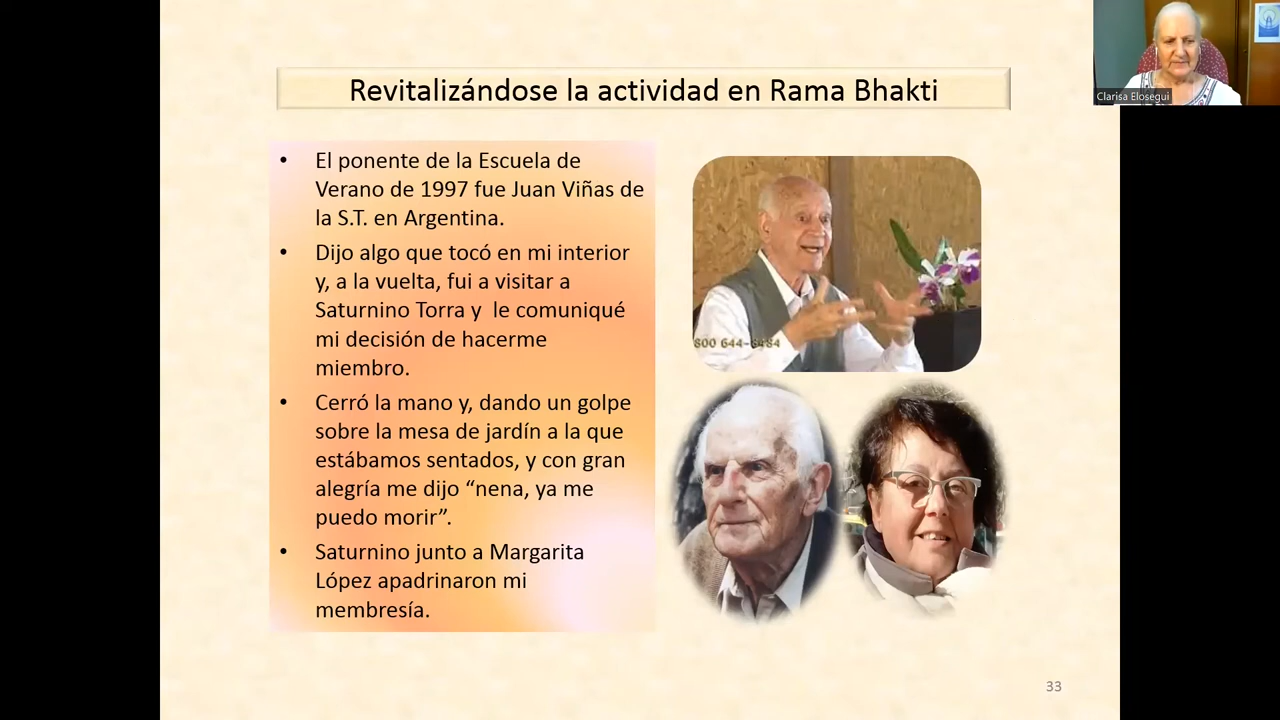 Clarisa Elosegui
Revitalizándose la actividad en Rama Bhakti
• El ponente de la Escuela de
Verano de 1997 fue Juan Viñas de
la S.T. en Argentina.
• Dijo algo que tocó en mi interior
y, a la vuelta, fui a visitar a
Saturnino Torra y le comuniqué
mi decisión de hacerme
miembro.
• Cerró la mano y, dando un golpe
sobre la mesa de jardín a la que
estábamos sentados, y con gran
alegría me dijo “nena, ya me
puedo morir”.
• Saturnino junto a Margarita
López apadrinaron mi
membresía.
800 644-8484
33